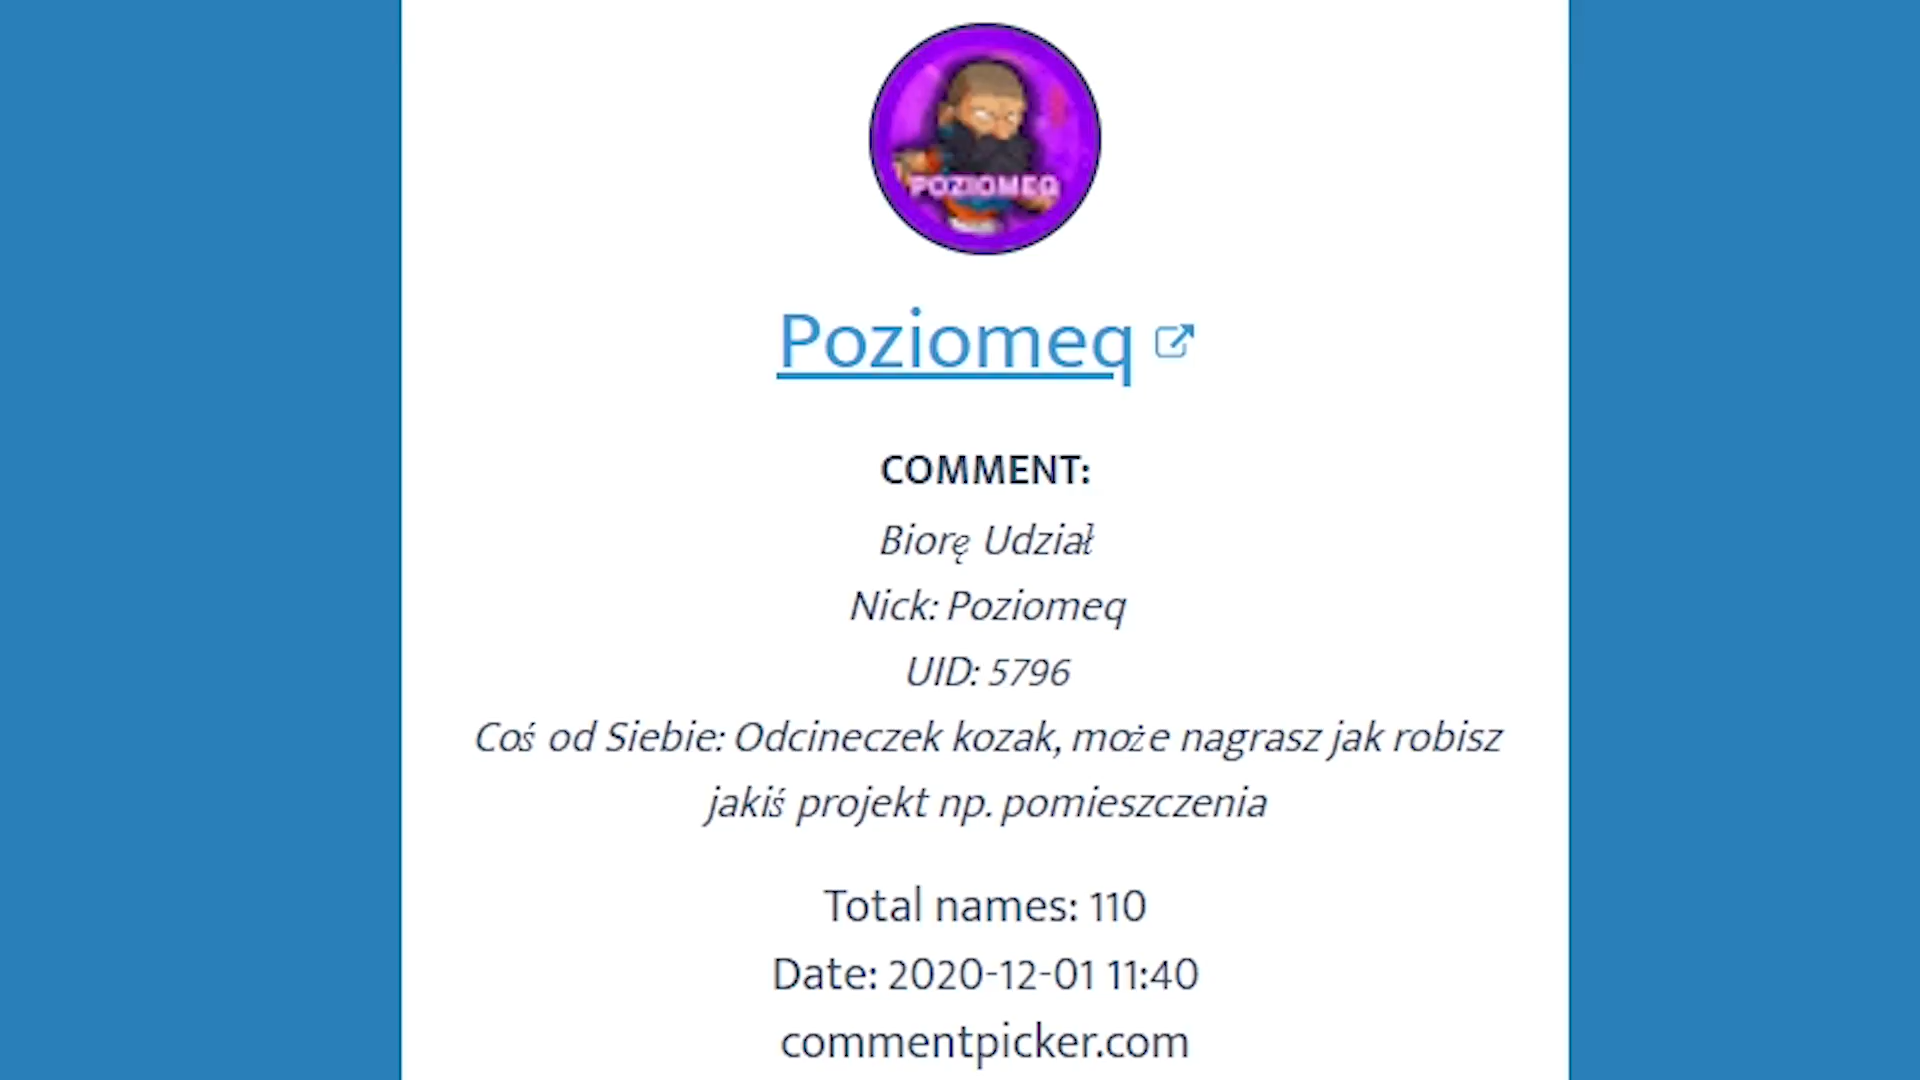 POZIOMEQ
Poziomeq
COMMENT:
Biorę Udział
Nick: Poziomeq
UID: 5796
Coś od Siebie: Odcineczek kozak, może nagrasz jak robisz
jakiś projekt np. pomieszczenia
Total names: 110
Date: 2020-12-01 11:40
commentpicker.com